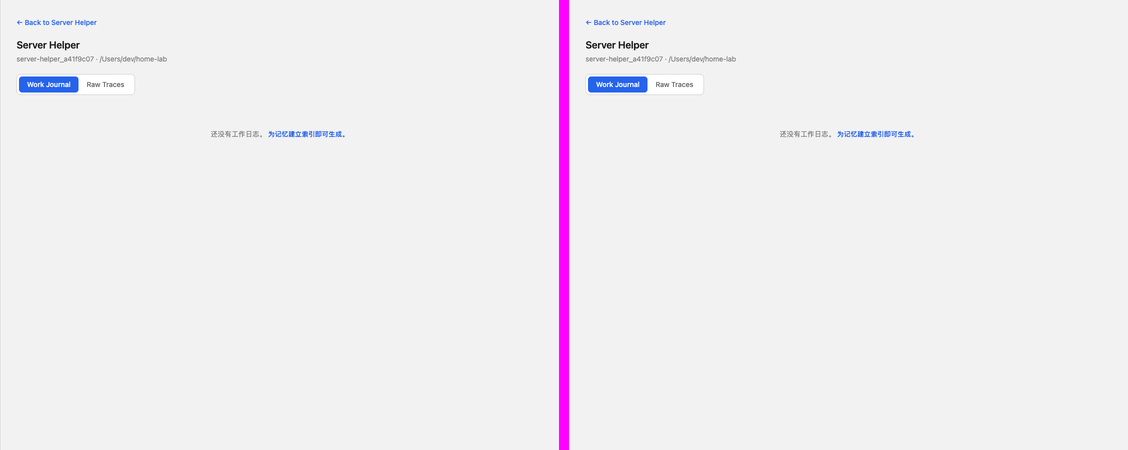 ← Back to Server Helper
Server Helper
server-helper_a41f9c07 · /Users/dev/home-lab
Work Journal Raw Traces
还没有工作日志。 为记忆建立索引即可生成。
← Back to Server Helper
Server Helper
server-helper_a41f9c07 · /Users/dev/home-lab
Work Journal Raw Traces
还没有工作日志。 为记忆建立索引即可生成。